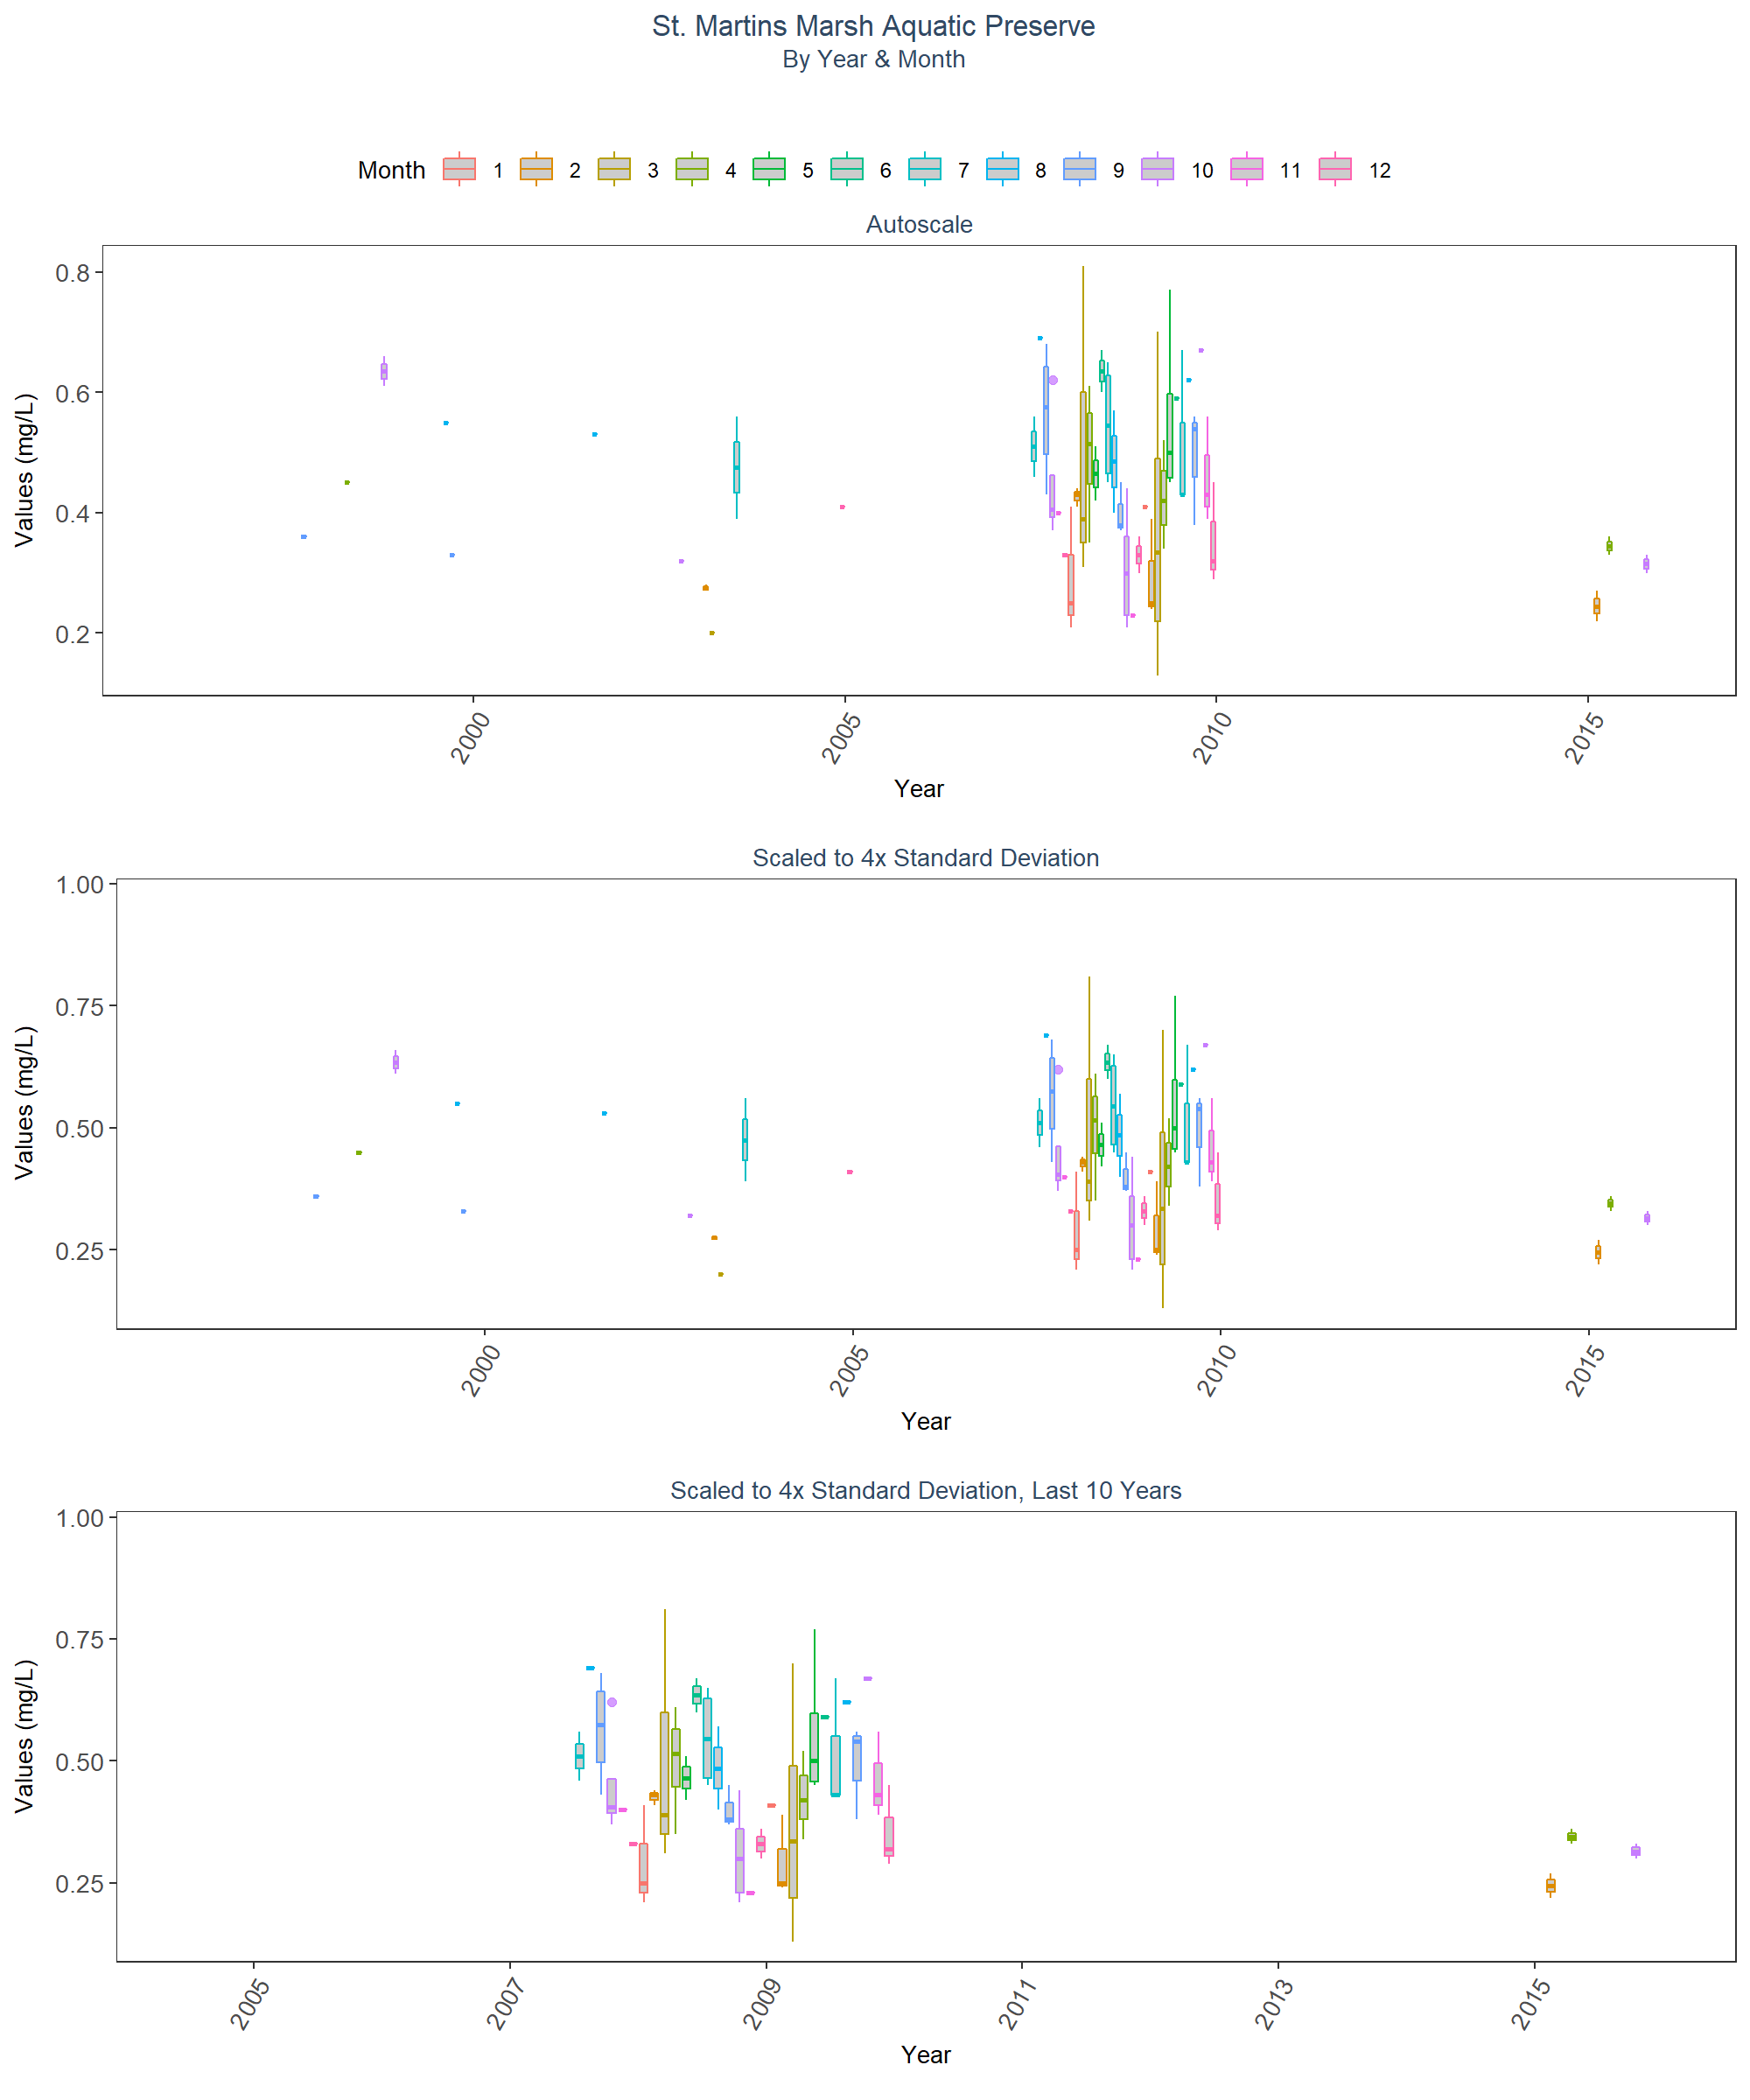 St. Martins Marsh Aquatic Preserve
By Year & Month
Month 1 2 3 4 5 6 7 8 9 10 11 12
Autoscale
Values (mg/L)
0.8
0.6
0.4
0.2
2000 2005 2010 2015
Year
Scaled to 4x Standard Deviation
Values (mg/L)
1.00
0.75
0.50
0.25
2000 2005 2010 2015
Year
Scaled to 4x Standard Deviation, Last 10 Years
Values (mg/L)
1.00
0.75
0.50
0.25
2005 2007 2009 2011 2013 2015
Year